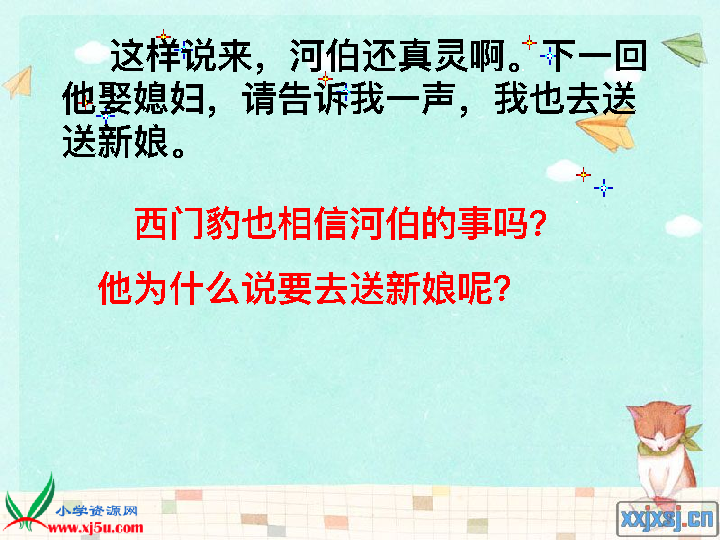 这样说来，河伯还真灵啊。下一回
他娶媳妇，请告诉我一声，我也去送
送新娘。
西门豹也相信河伯的事吗？
他为什么说要去送新娘呢？
小学资源网
www.xj5u.com
xxjxsj.cn